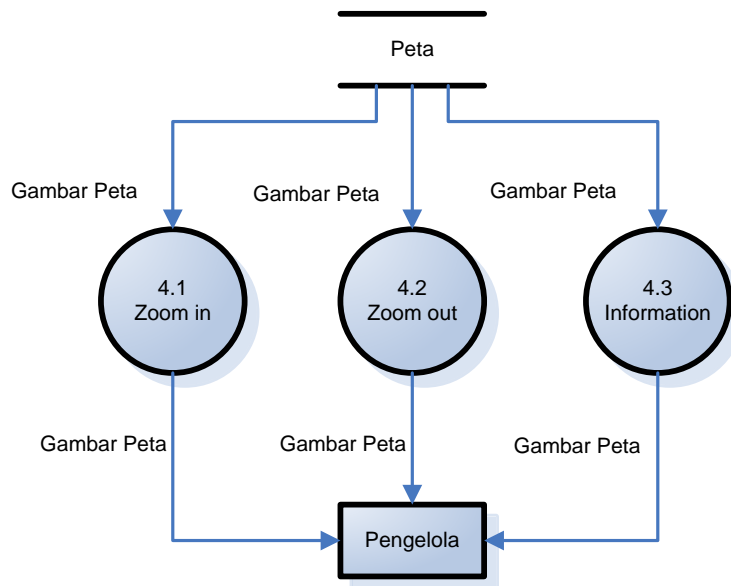 Peta
Gambar Peta
Gambar Peta
Gambar Peta
4.1
Zoom in
4.2
Zoom out
4.3
Information
Gambar Peta
Gambar Peta
Gambar Peta
Pengelola